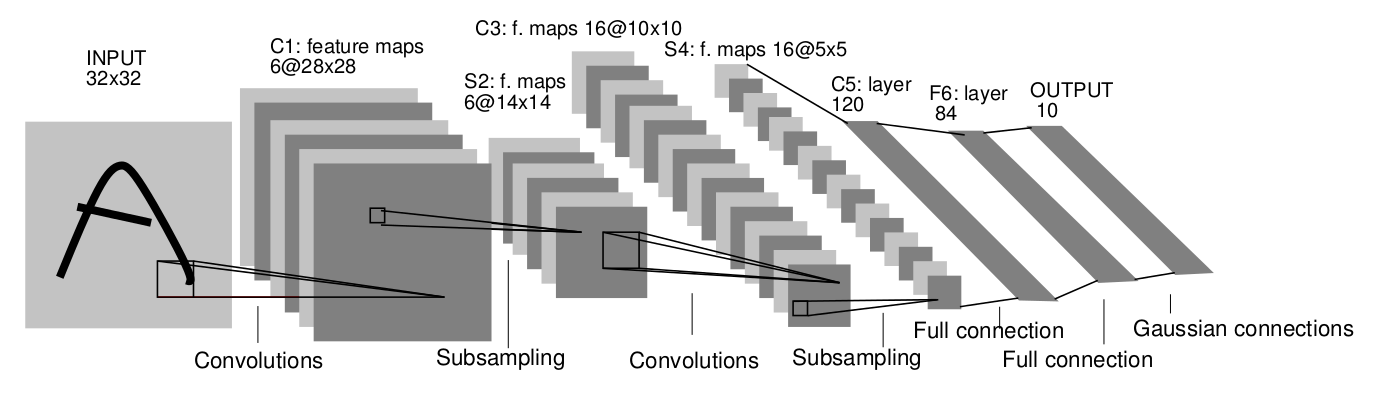 INPUT
32x32
C1: feature maps
6@28x28
S2: f. maps
6@14x14
C3: f. maps 16@10x10
S4: f. maps 16@5x5
C5: layer
120
F6: layer
84
OUTPUT
10
Convolutions
Subsampling
Convolutions
Subsampling
Full connection
Full connection
Gaussian connections